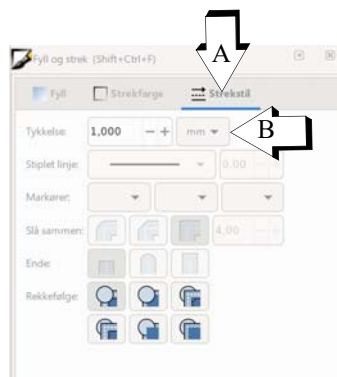 A
Fyll og strek (Shift+Ctrl+F)
Fyll Strekfarge Strekstil
Tykkelse: 1,000 − + mm B
Stiplet linje: 0,00 − +
Markører:
Slå sammen: 4,00 − +
Ende:
Rekkefølge: